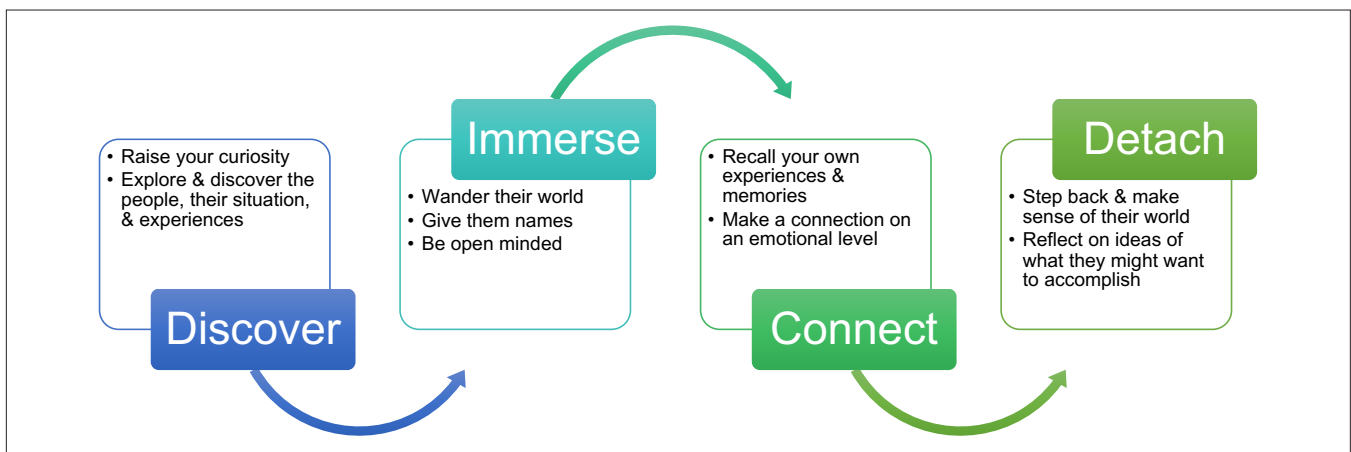 • Raise your curiosity
• Explore & discover the
people, their situation,
& experiences
Discover
Immerse
• Wander their world
• Give them names
• Be open minded
• Recall your own
experiences &
memories
• Make a connection on
an emotional level
Connect
Detach
• Step back & make
sense of their world
• Reflect on ideas of
what they might want
to accomplish